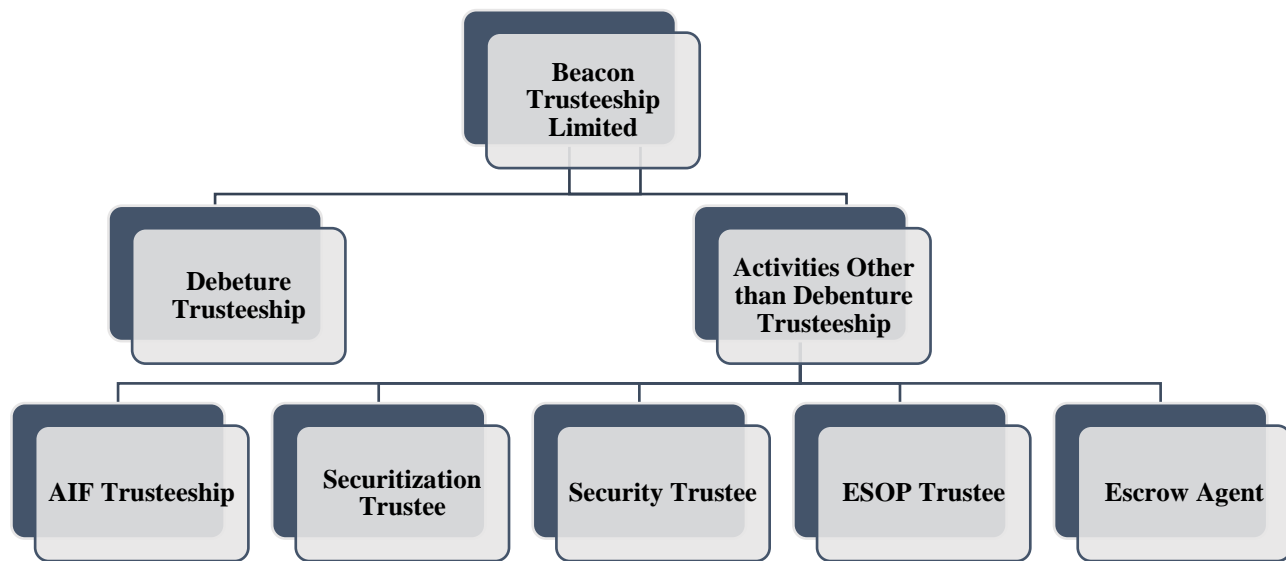 Beacon
Trusteeship
Limited
Debeture
Trusteeship
Activities Other
than Debenture
Trusteeship
AIF Trusteeship
Securitization
Trustee
Security Trustee
ESOP Trustee
Escrow Agent